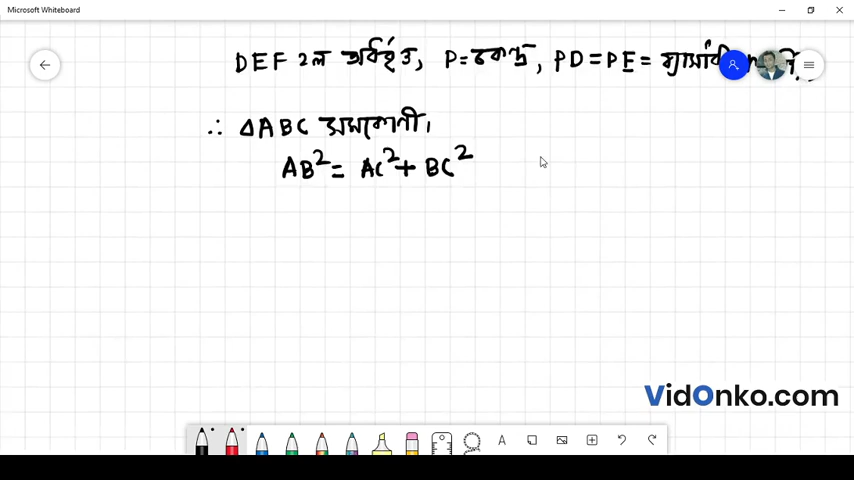 Microsoft Whiteboard
DEF হল অর্ধবৃত্ত, P=কেন্দ্র, PD=PE=
∴ ΔABC সমকোণী।
AB²= AC²+ BC²
VidOnko.com